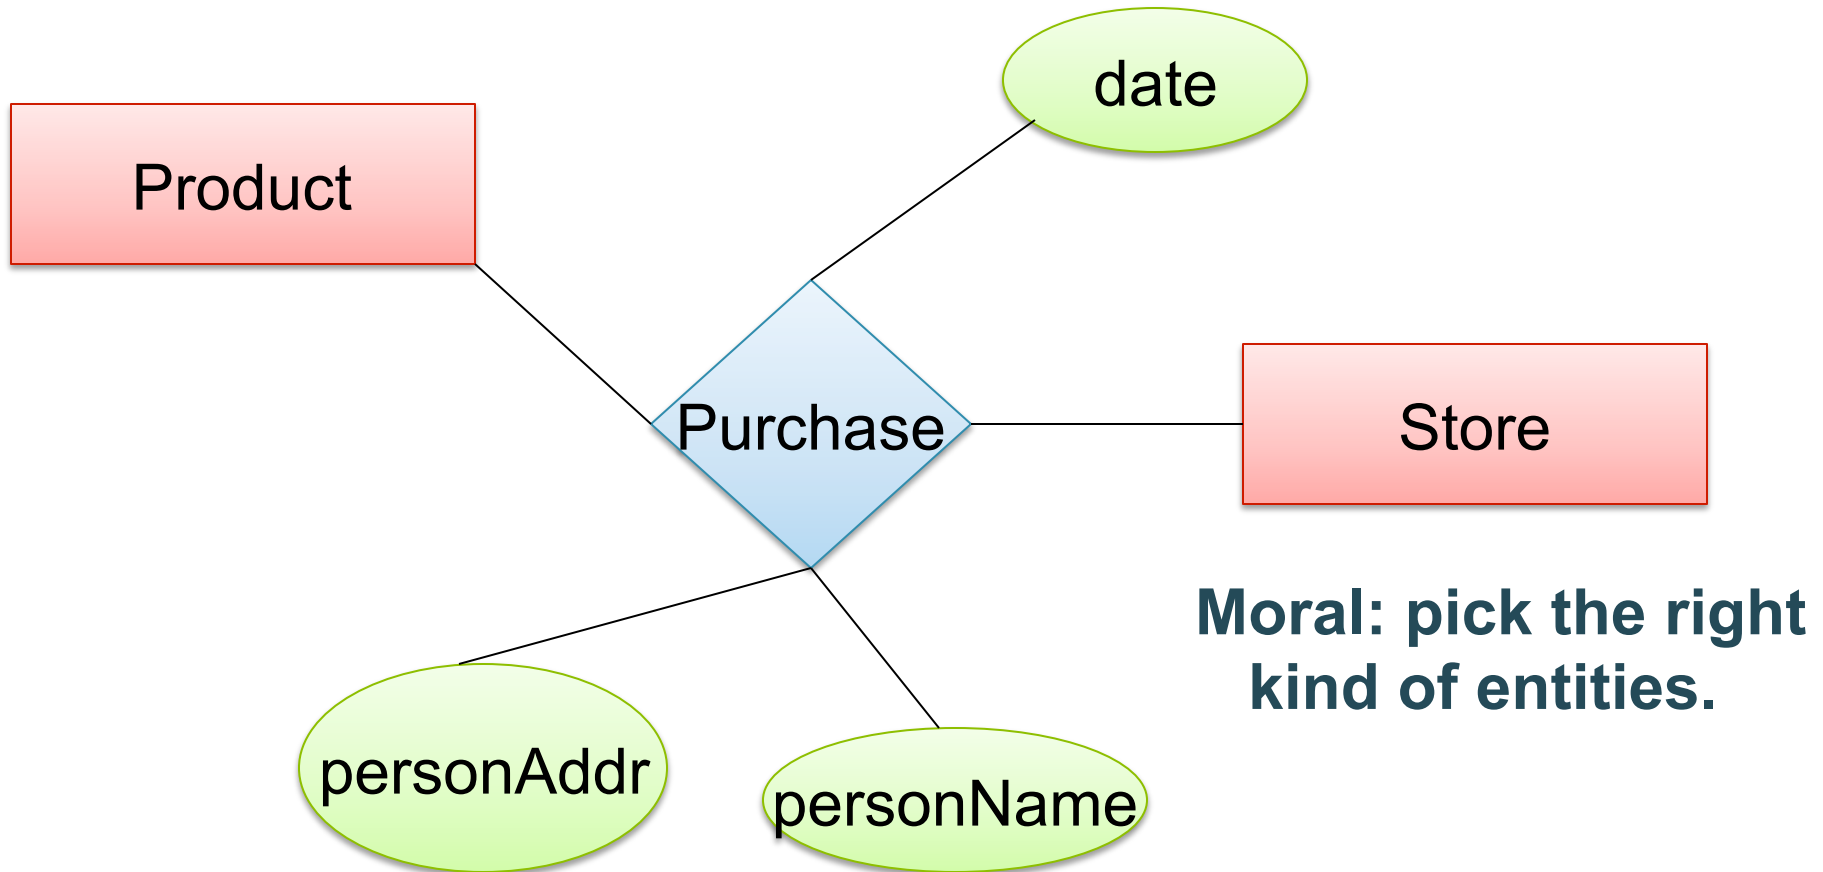 date
Product
Purchase
Store
Moral: pick the right
kind of entities.
personAddr
personName